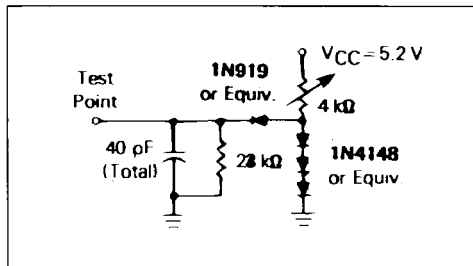 VCC = 5.2 V
1N919
or Equiv.
Test
Point
4 kΩ
40 pF
(Total)
kΩ
1N4148
or Equiv.